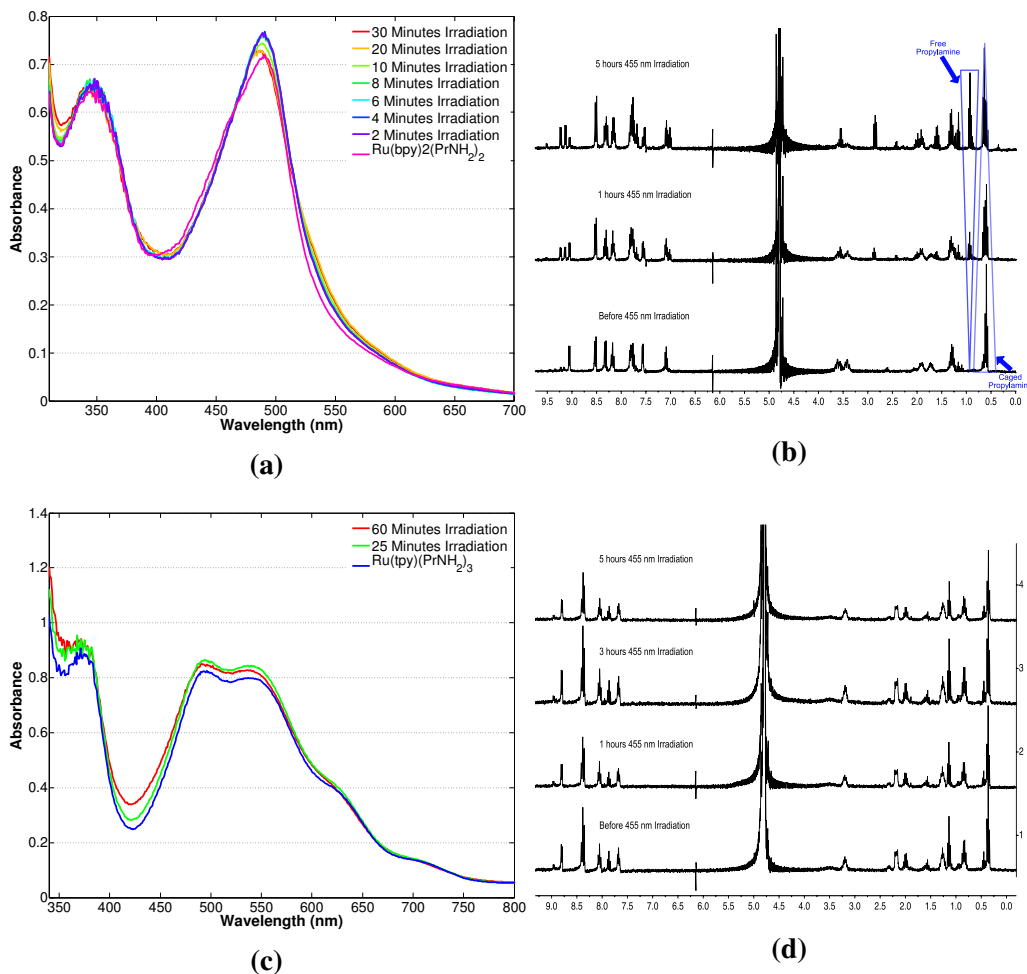 0.8
0.7
0.6
0.5
0.4
0.3
0.2
0.1
0
Absorbance
30 Minutes Irradiation
20 Minutes Irradiation
10 Minutes Irradiation
8 Minutes Irradiation
6 Minutes Irradiation
4 Minutes Irradiation
2 Minutes Irradiation
Ru(bpy)2(PrNH2)2
350 400 450 500 550 600 650 700
Wavelength (nm)
(a)
Free
Propylamine
5 hours 455 nm Irradiation
1 hours 455 nm Irradiation
Before 455 nm Irradiation
Caged
Propylamin
9.5 9.0 8.5 8.0 7.5 7.0 6.5 6.0 5.5 5.0 4.5 4.0 3.5 3.0 2.5 2.0 1.5 1.0 0.5 0.0
(b)
1.4
1.2
1
0.8
0.6
0.4
0.2
0
Absorbance
60 Minutes Irradiation
25 Minutes Irradiation
Ru(tpy)(PrNH2)3
350 400 450 500 550 600 650 700 750 800
Wavelength (nm)
(c)
5 hours 455 nm Irradiation
3 hours 455 nm Irradiation
1 hours 455 nm Irradiation
Before 455 nm Irradiation
4
3
2
1
9.0 8.5 8.0 7.5 7.0 6.5 6.0 5.5 5.0 4.5 4.0 3.5 3.0 2.5 2.0 1.5 1.0 0.5 0.0
(d)